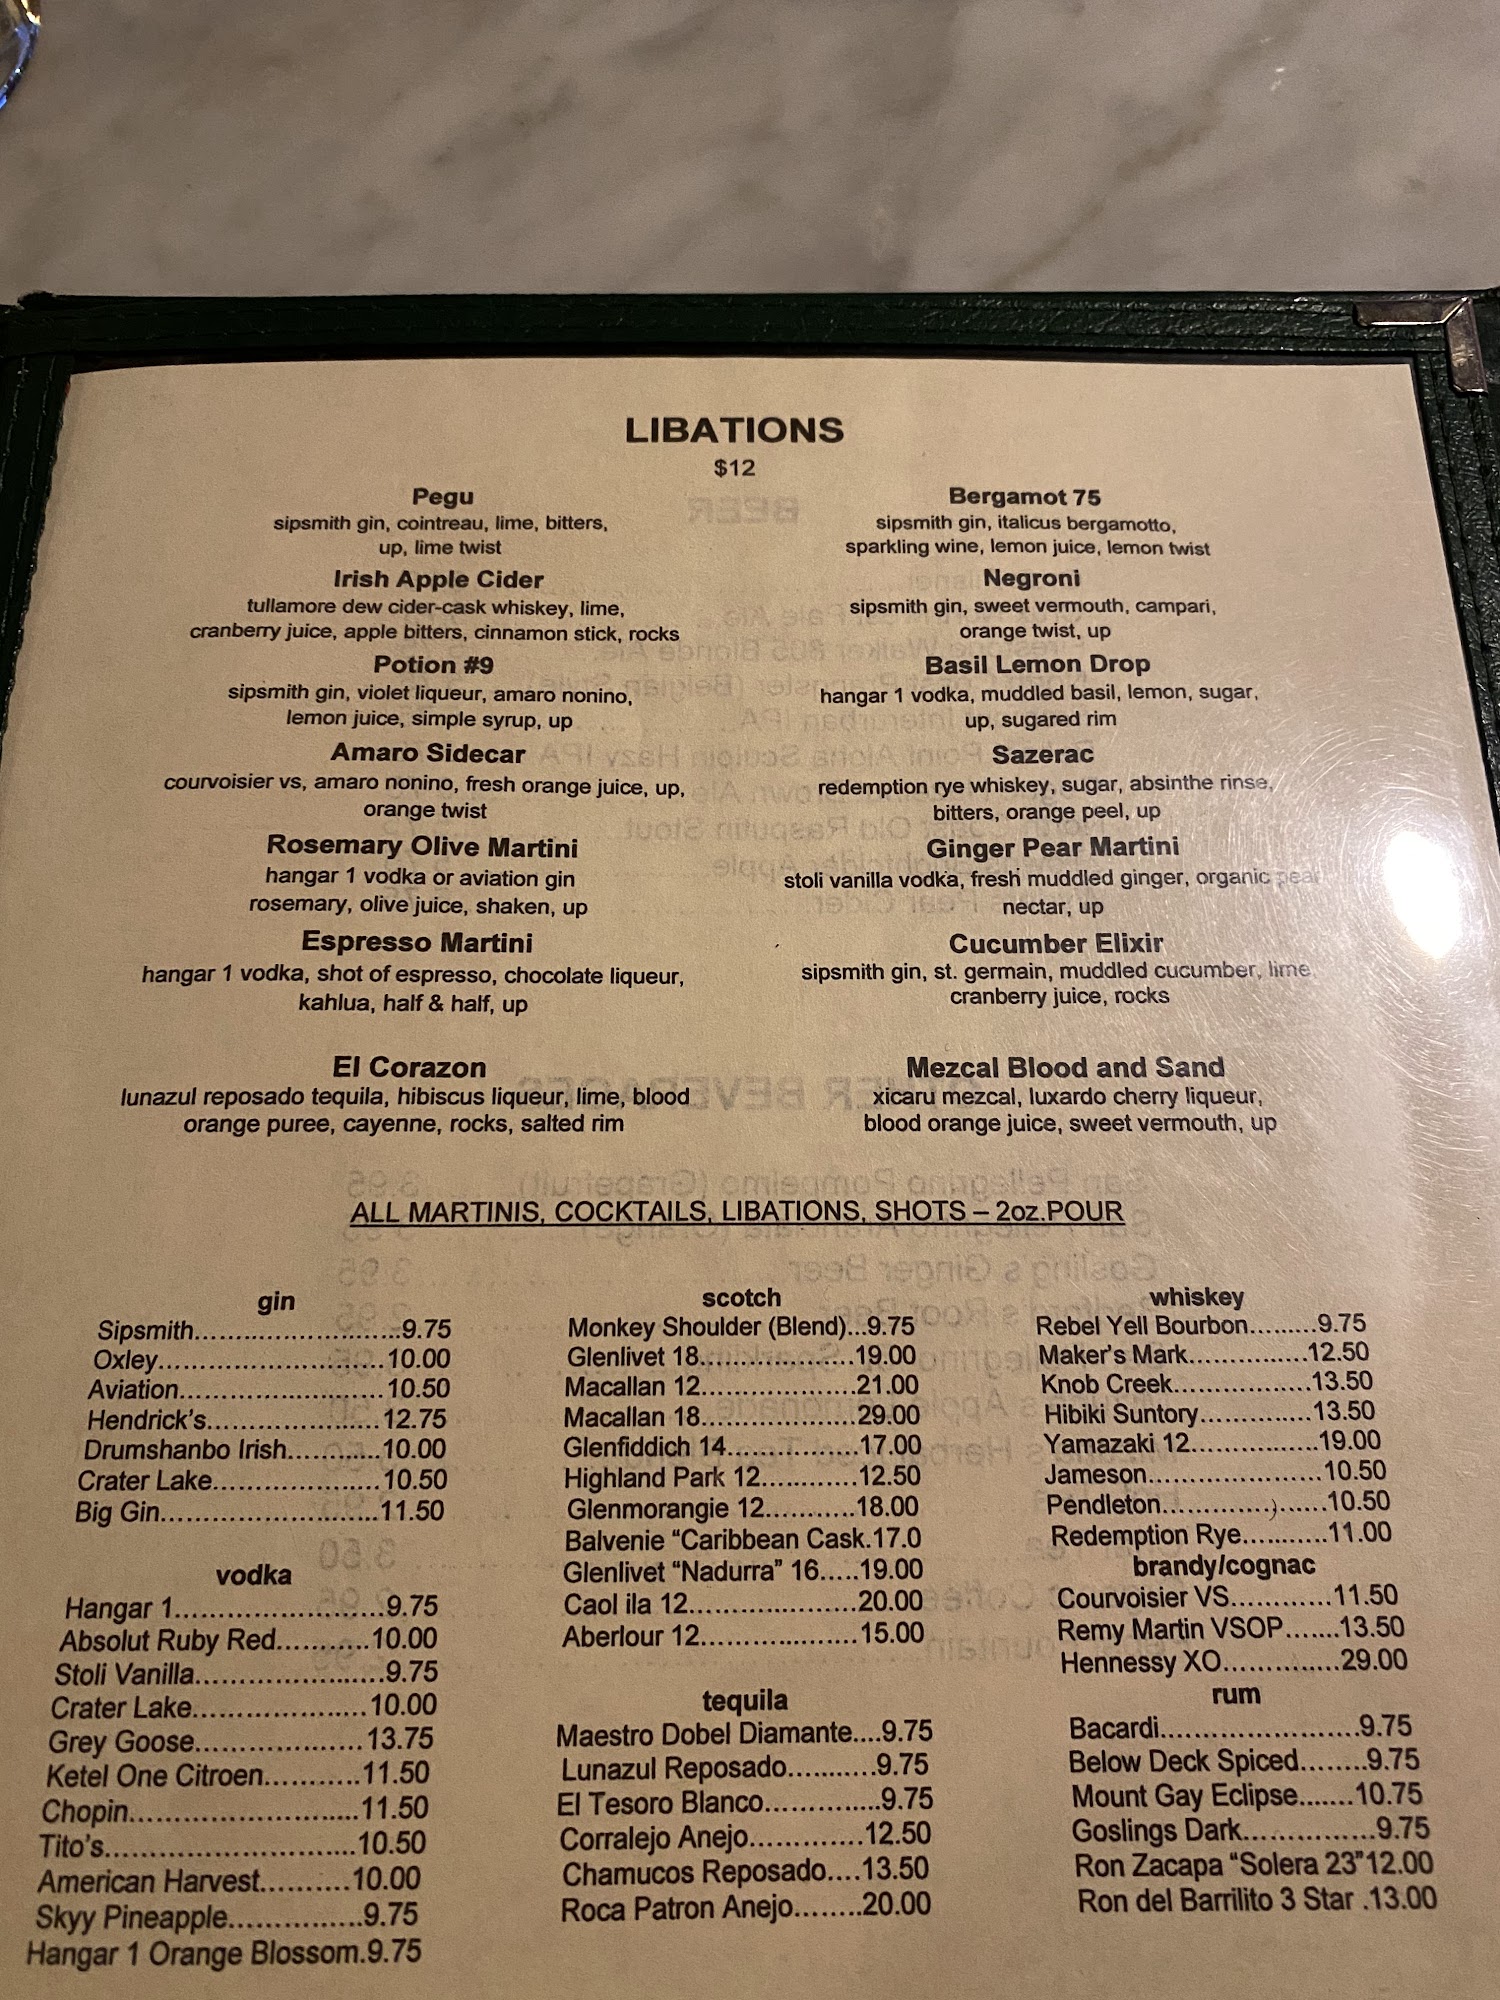 LIBATIONS
$12
Pegu
sipsmith gin, cointreau, lime, bitters,
up, lime twist
Irish Apple Cider
tullamore dew cider-cask whiskey, lime,
cranberry juice, apple bitters, cinnamon stick, rocks
Potion #9
sipsmith gin, violet liqueur, amaro nonino,
lemon juice, simple syrup, up
Amaro Sidecar
courvoisier vs, amaro nonino, fresh orange juice, up,
orange twist
Rosemary Olive Martini
hangar 1 vodka or aviation gin
rosemary, olive juice, shaken, up
Espresso Martini
hangar 1 vodka, shot of espresso, chocolate liqueur,
kahlua, half & half, up
El Corazon
lunazul reposado tequila, hibiscus liqueur, lime, blood
orange puree, cayenne, rocks, salted rim
Bergamot 75
sipsmith gin, italicus bergamotto,
sparkling wine, lemon juice, lemon twist
Negroni
sipsmith gin, sweet vermouth, campari,
orange twist, up
Basil Lemon Drop
hangar 1 vodka, muddled basil, lemon, sugar,
up, sugared rim
Sazerac
redemption rye whiskey, sugar, absinthe rinse,
bitters, orange peel, up
Ginger Pear Martini
stoli vanilla vodka, fresh muddled ginger, organic pear
nectar, up
Cucumber Elixir
sipsmith gin, st. germain, muddled cucumber, lime
cranberry juice, rocks
Mezcal Blood and Sand
xicaru mezcal, luxardo cherry liqueur,
blood orange juice, sweet vermouth, up
ALL MARTINIS, COCKTAILS, LIBATIONS, SHOTS – 2oz.POUR
gin
Sipsmith.........................9.75
Oxley...........................10.00
Aviation.........................10.50
Hendrick's.....................12.75
Drumshanbo Irish...........10.00
Crater Lake....................10.50
Big Gin..........................11.50
vodka
Hangar 1.........................9.75
Absolut Ruby Red...........10.00
Stoli Vanilla.......................9.75
Crater Lake.....................10.00
Grey Goose....................13.75
Ketel One Citroen...........11.50
Chopin............................11.50
Tito's..............................10.50
American Harvest...........10.00
Skyy Pineapple................9.75
Hangar 1 Orange Blossom.9.75
scotch
Monkey Shoulder (Blend)...9.75
Glenlivet 18...................19.00
Macallan 12...................21.00
Macallan 18...................29.00
Glenfiddich 14................17.00
Highland Park 12...........12.50
Glenmorangie 12...........18.00
Balvenie “Caribbean Cask.17.0
Glenlivet “Nadurra” 16.....19.00
Caol ila 12....................20.00
Aberlour 12...................15.00
tequila
Maestro Dobel Diamante....9.75
Lunazul Reposado...........9.75
El Tesoro Blanco..............9.75
Corralejo Anejo.............12.50
Chamucos Reposado....13.50
Roca Patron Anejo........20.00
whiskey
Rebel Yell Bourbon.........9.75
Maker's Mark..............12.50
Knob Creek.................13.50
Hibiki Suntory..............13.50
Yamazaki 12...............19.00
Jameson.....................10.50
Pendleton...................10.50
Redemption Rye..........11.00
brandy/cognac
Courvoisier VS............11.50
Remy Martin VSOP.......13.50
Hennessy XO..............29.00
rum
Bacardi........................9.75
Below Deck Spiced........9.75
Mount Gay Eclipse.......10.75
Goslings Dark................9.75
Ron Zacapa “Solera 23”12.00
Ron del Barrilito 3 Star .13.00